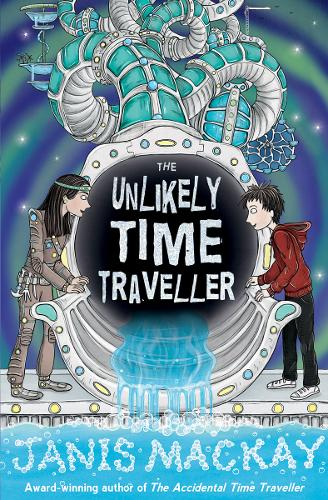 THE
UNLIKELY
TIME
TRAVELLER
JANIS MACKAY
Award-winning author of The Accidental Time Traveller